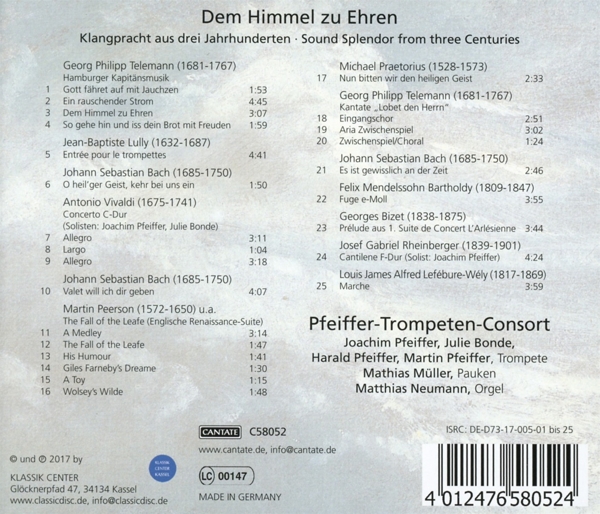 Dem Himmel zu Ehren
Klangpracht aus drei Jahrhunderten · Sound Splendor from three Centuries
Georg Philipp Telemann (1681-1767)
Hamburger Kapitänsmusik
1 Gott fähret auf mit Jauchzen 1:53
2 Ein rauschender Strom 4:45
3 Dem Himmel zu Ehren 3:07
4 So gehe hin und iss dein Brot mit Freuden 1:59
Jean-Baptiste Lully (1632-1687)
5 Entrée pour le trompettes 4:41
Johann Sebastian Bach (1685-1750)
6 O heil'ger Geist, kehr bei uns ein 1:50
Antonio Vivaldi (1675-1741)
Concerto C-Dur
(Solisten: Joachim Pfeiffer, Julie Bonde)
7 Allegro 3:11
8 Largo 1:04
9 Allegro 3:18
Johann Sebastian Bach (1685-1750)
10 Valet will ich dir geben 4:07
Martin Peerson (1572-1650) u.a.
The Fall of the Leafe (Englische Renaissance-Suite)
11 A Medley 3:14
12 The Fall of the Leafe 1:47
13 His Humour 1:41
14 Giles Farneby's Dreame 1:30
15 A Toy 1:15
16 Wolsey's Wilde 1:48
Michael Praetorius (1528-1573)
17 Nun bitten wir den heiligen Geist 2:33
Georg Philipp Telemann (1681-1767)
Kantate „Lobet den Herrn"
18 Eingangschor 2:51
19 Aria Zwischenspiel 3:02
20 Zwischenspiel/Choral 1:24
Johann Sebastian Bach (1685-1750)
21 Es ist gewisslich an der Zeit 2:46
Felix Mendelssohn Bartholdy (1809-1847)
22 Fuge e-Moll 3:55
Georges Bizet (1838-1875)
23 Prélude aus 1. Suite de Concert L'Arlésienne 3:44
Josef Gabriel Rheinberger (1839-1901)
24 Cantilene F-Dur (Solist: Joachim Pfeiffer) 4:24
Louis James Alfred Lefébure-Wély (1817-1869)
25 Marche 3:59
Pfeiffer-Trompeten-Consort
Joachim Pfeiffer, Julie Bonde,
Harald Pfeiffer, Martin Pfeiffer, Trompete
Mathias Müller, Pauken
Matthias Neumann, Orgel
© und ℗ 2017 by
KLASSIK CENTER
Glöcknerpfad 47, 34134 Kassel
www.classicdisc.de, info@classicdisc.de
KLASSIK
CENTER
KASSEL
CANTATE C58052
www.cantate.de, info@cantate.de
LC 00147
MADE IN GERMANY
ISRC: DE-D73-17-005-01 bis 25
4 012476 580524